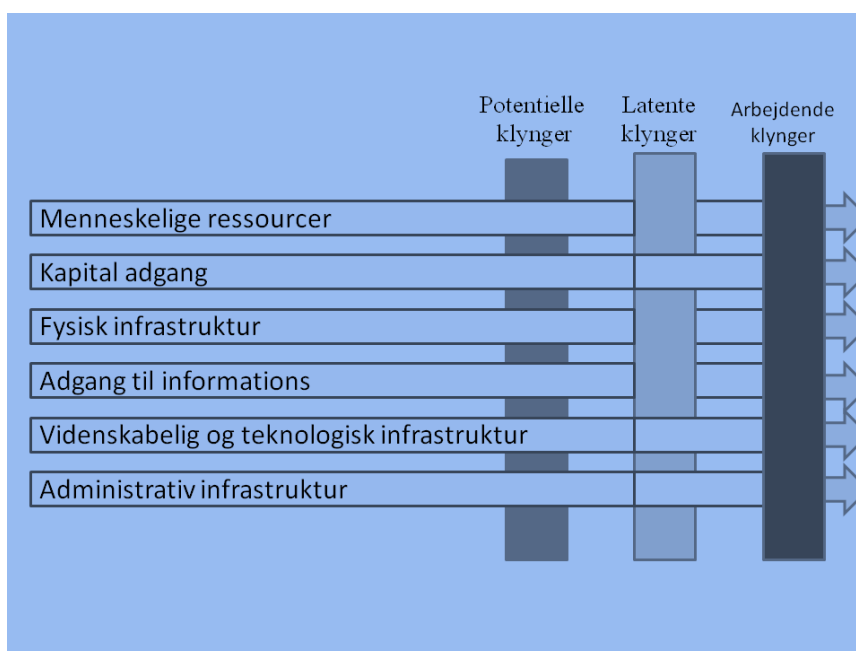 Potentielle
klynger
Latente
klynger
Arbejdende
klynger
Menneskelige ressourcer
Kapital adgang
Fysisk infrastruktur
Adgang til informations
Videnskabelig og teknologisk infrastruktur
Administrativ infrastruktur